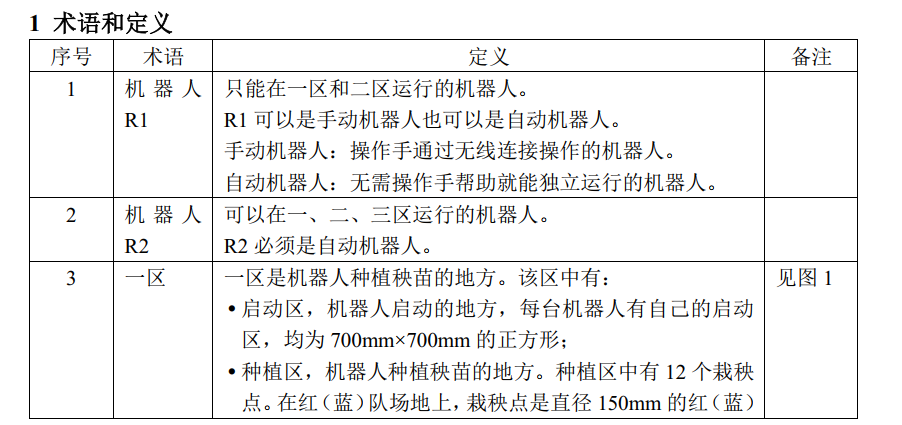 1 术语和定义
序号 术语 定义 备注
1 机器人 只能在一区和二区运行的机器人。
R1 R1 可以是手动机器人也可以是自动机器人。
手动机器人：操作手通过无线连接操作的机器人。
自动机器人：无需操作手帮助就能独立运行的机器人。
2 机器人 可以在一、二、三区运行的机器人。
R2 R2 必须是自动机器人。
3 一区 一区是机器人种植秧苗的地方。该区中有： 见图 1
•启动区，机器人启动的地方，每台机器人有自己的启动
区，均为 700mm×700mm 的正方形；
•种植区，机器人种植秧苗的地方。种植区中有 12 个栽秧
点。在红（蓝）队场地上，栽秧点是直径 150mm 的红（蓝）